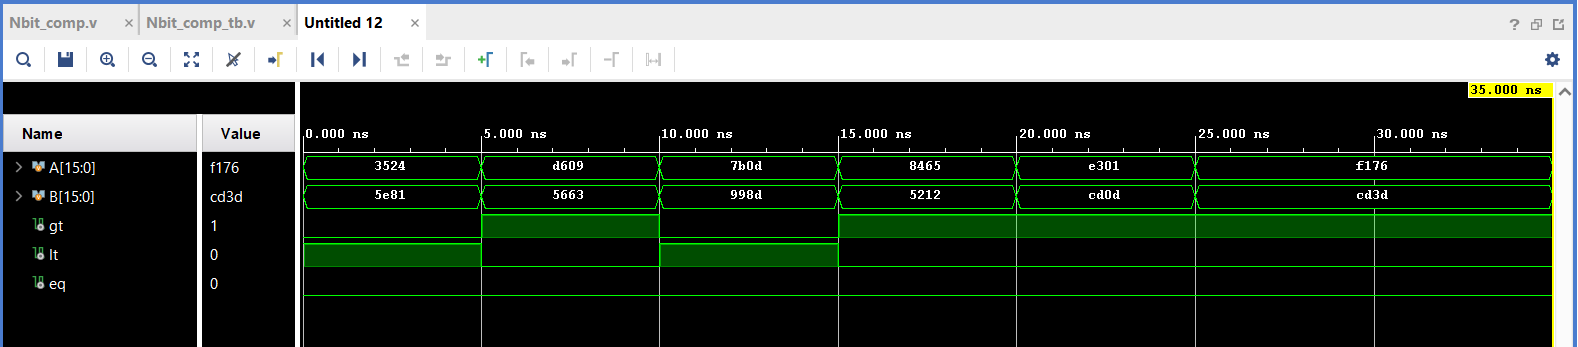 Nbit_comp.v × Nbit_comp_tb.v × Untitled 12 × ?
35.000 ns
Name Value 0.000 ns 5.000 ns 10.000 ns 15.000 ns 20.000 ns 25.000 ns 30.000 ns
A[15:0] f176 3524 d609 7b0d 8465 e301 f176
B[15:0] cd3d 5e81 5663 998d 5212 cd0d cd3d
gt 1
lt 0
eq 0